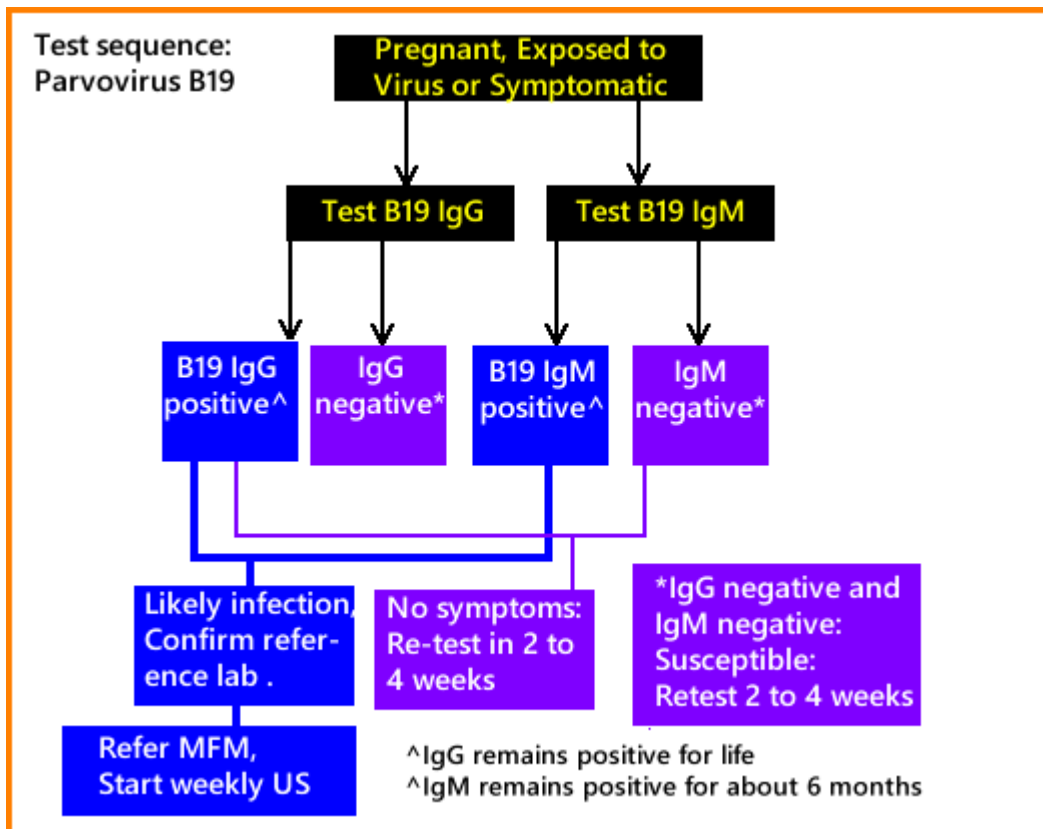 Test sequence:
Parvovirus B19
Pregnant, Exposed to
Virus or Symptomatic
Test B19 IgG
Test B19 IgM
B19 IgG
positive^
IgG
negative*
B19 IgM
positive^
IgM
negative*
Likely infection,
Confirm refer-
ence lab .
No symptoms:
Re-test in 2 to
4 weeks
*IgG negative and
IgM negative:
Susceptible:
Retest 2 to 4 weeks
Refer MFM,
Start weekly US
^IgG remains positive for life
^IgM remains positive for about 6 months